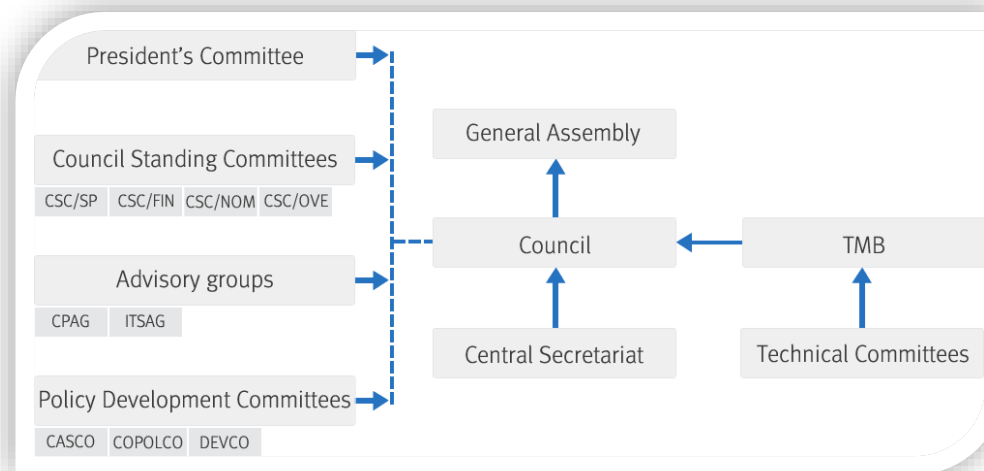 President's Committee
Council Standing Committees
CSC/SP CSC/FIN CSC/NOM CSC/OVE
Advisory groups
CPAG ITSAG
Policy Development Committees
CASCO COPOLCO DEVCO
General Assembly
Council
Central Secretariat
TMB
Technical Committees